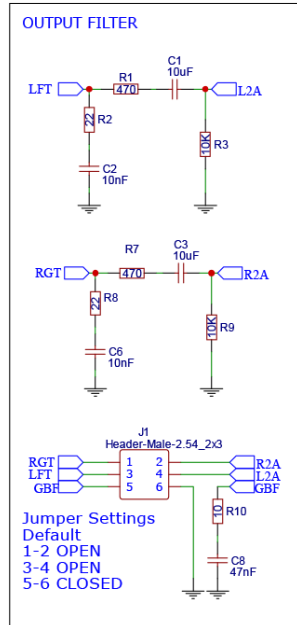 OUTPUT FILTER
C1
10uF
R1
470
LFT
L2A
22
R2
10K
R3
C2
10nF
R7
C3
10uF
RGT
470
R2A
22
R8
10K
R9
C6
10nF
J1
Header-Male-2.54_2x3
RGT 1 2 R2A
LFT 3 4 L2A
GBF 5 6 GBF
10
R10
Jumper Settings
Default
1-2 OPEN
3-4 OPEN
5-6 CLOSED
C8
47nF